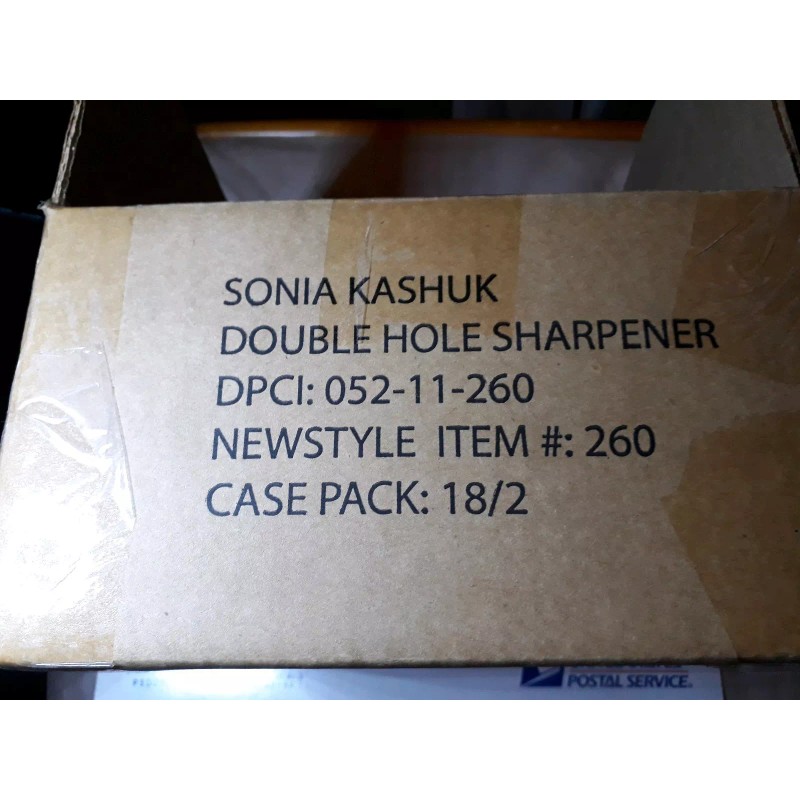 SONIA KASHUK
DOUBLE HOLE SHARPENER
DPCI: 052-11-260
NEWSTYLE ITEM #: 260
CASE PACK: 18/2
POSTAL SERVICE.